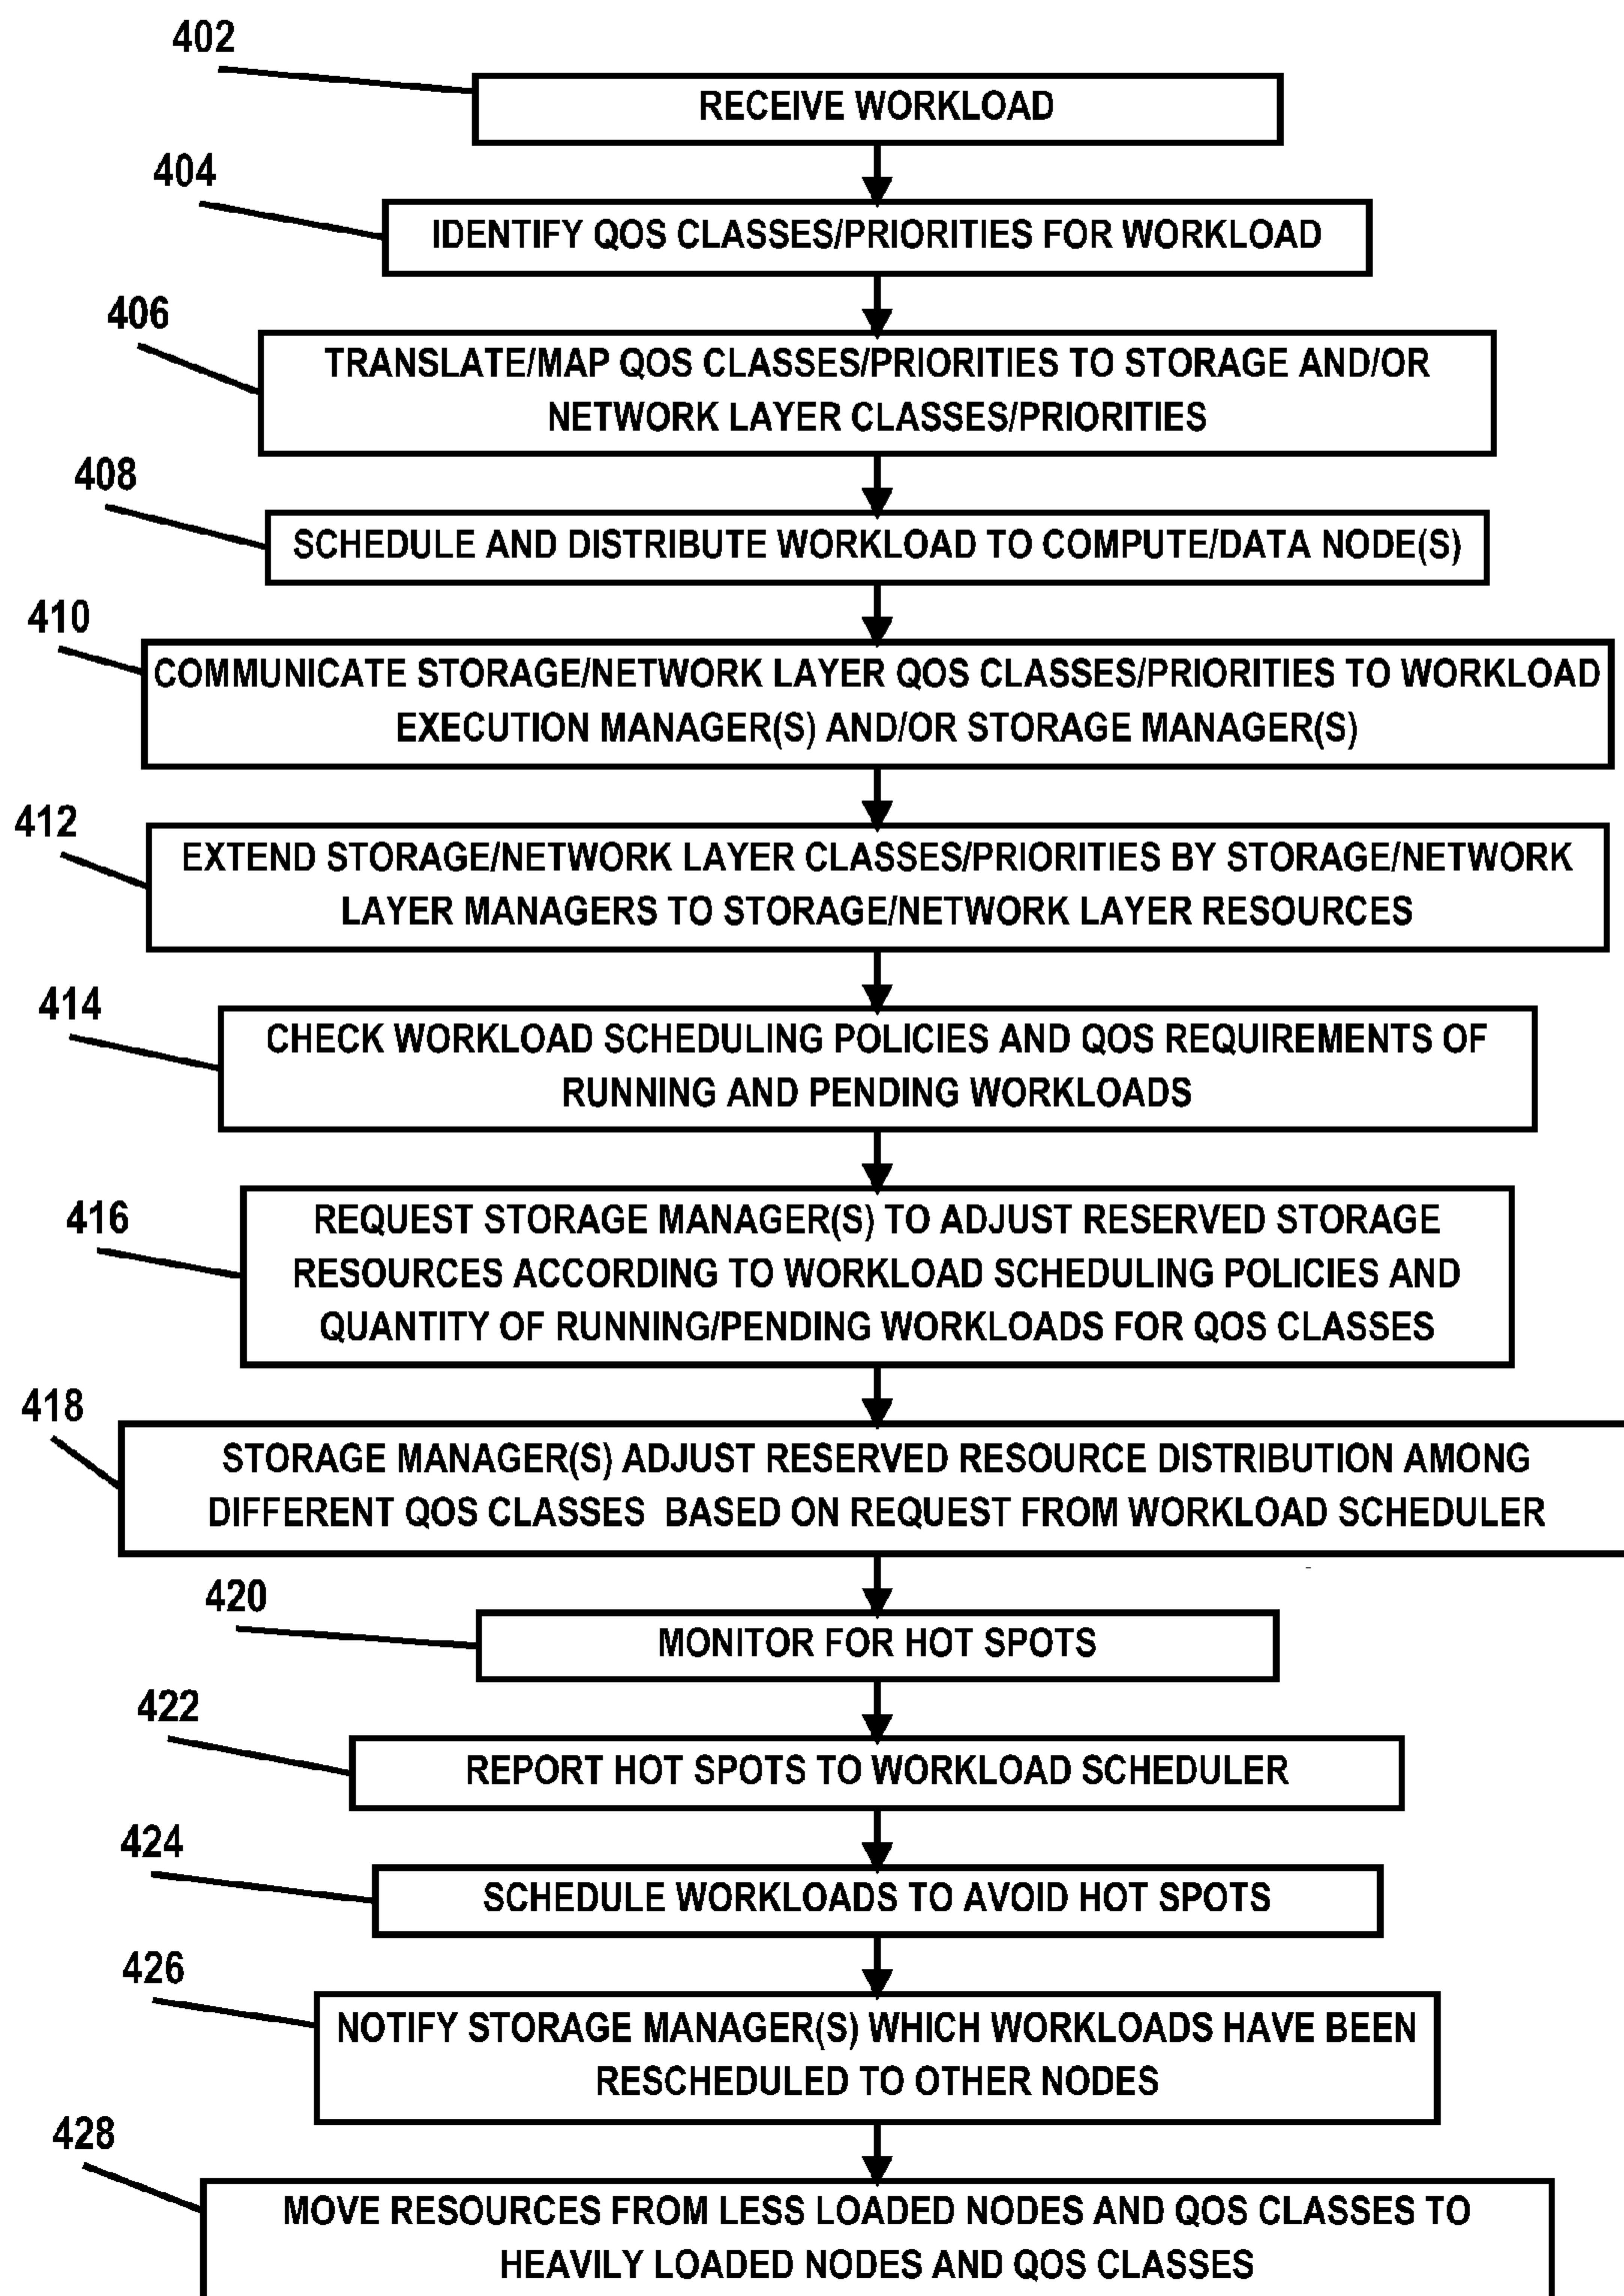 402
RECEIVE WORKLOAD
404
IDENTIFY QOS CLASSES/PRIORITIES FOR WORKLOAD
406
TRANSLATE/MAP QOS CLASSES/PRIORITIES TO STORAGE AND/OR
NETWORK LAYER CLASSES/PRIORITIES
408
SCHEDULE AND DISTRIBUTE WORKLOAD TO COMPUTE/DATA NODE(S)
410
COMMUNICATE STORAGE/NETWORK LAYER QOS CLASSES/PRIORITIES TO WORKLOAD
EXECUTION MANAGER(S) AND/OR STORAGE MANAGER(S)
412
EXTEND STORAGE/NETWORK LAYER CLASSES/PRIORITIES BY STORAGE/NETWORK
LAYER MANAGERS TO STORAGE/NETWORK LAYER RESOURCES
414
CHECK WORKLOAD SCHEDULING POLICIES AND QOS REQUIREMENTS OF
RUNNING AND PENDING WORKLOADS
416
REQUEST STORAGE MANAGER(S) TO ADJUST RESERVED STORAGE
RESOURCES ACCORDING TO WORKLOAD SCHEDULING POLICIES AND
QUANTITY OF RUNNING/PENDING WORKLOADS FOR QOS CLASSES
418
STORAGE MANAGER(S) ADJUST RESERVED RESOURCE DISTRIBUTION AMONG
DIFFERENT QOS CLASSES BASED ON REQUEST FROM WORKLOAD SCHEDULER
420
MONITOR FOR HOT SPOTS
422
REPORT HOT SPOTS TO WORKLOAD SCHEDULER
424
SCHEDULE WORKLOADS TO AVOID HOT SPOTS
426
NOTIFY STORAGE MANAGER(S) WHICH WORKLOADS HAVE BEEN
RESCHEDULED TO OTHER NODES
428
MOVE RESOURCES FROM LESS LOADED NODES AND QOS CLASSES TO
HEAVILY LOADED NODES AND QOS CLASSES